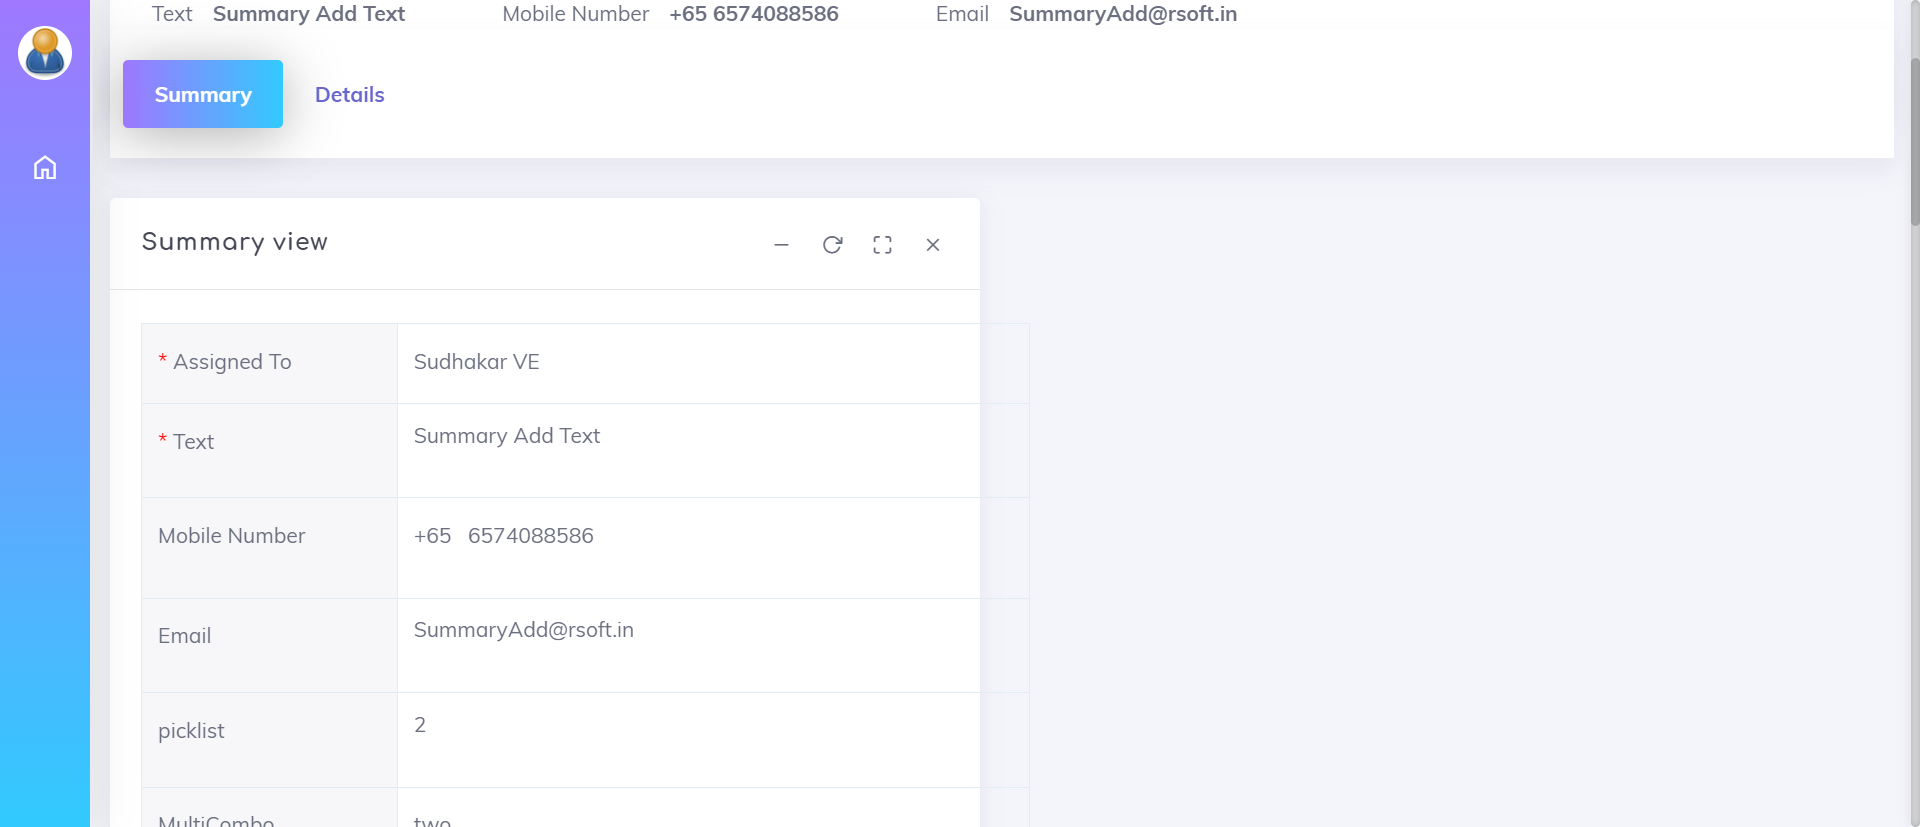 Text Summary Add Text Mobile Number +65 6574088586 Email SummaryAdd@rsoft.in
Summary Details
Summary view
* Assigned To Sudhakar VE
* Text Summary Add Text
Mobile Number +65 6574088586
Email SummaryAdd@rsoft.in
picklist 2
MultiCombo two